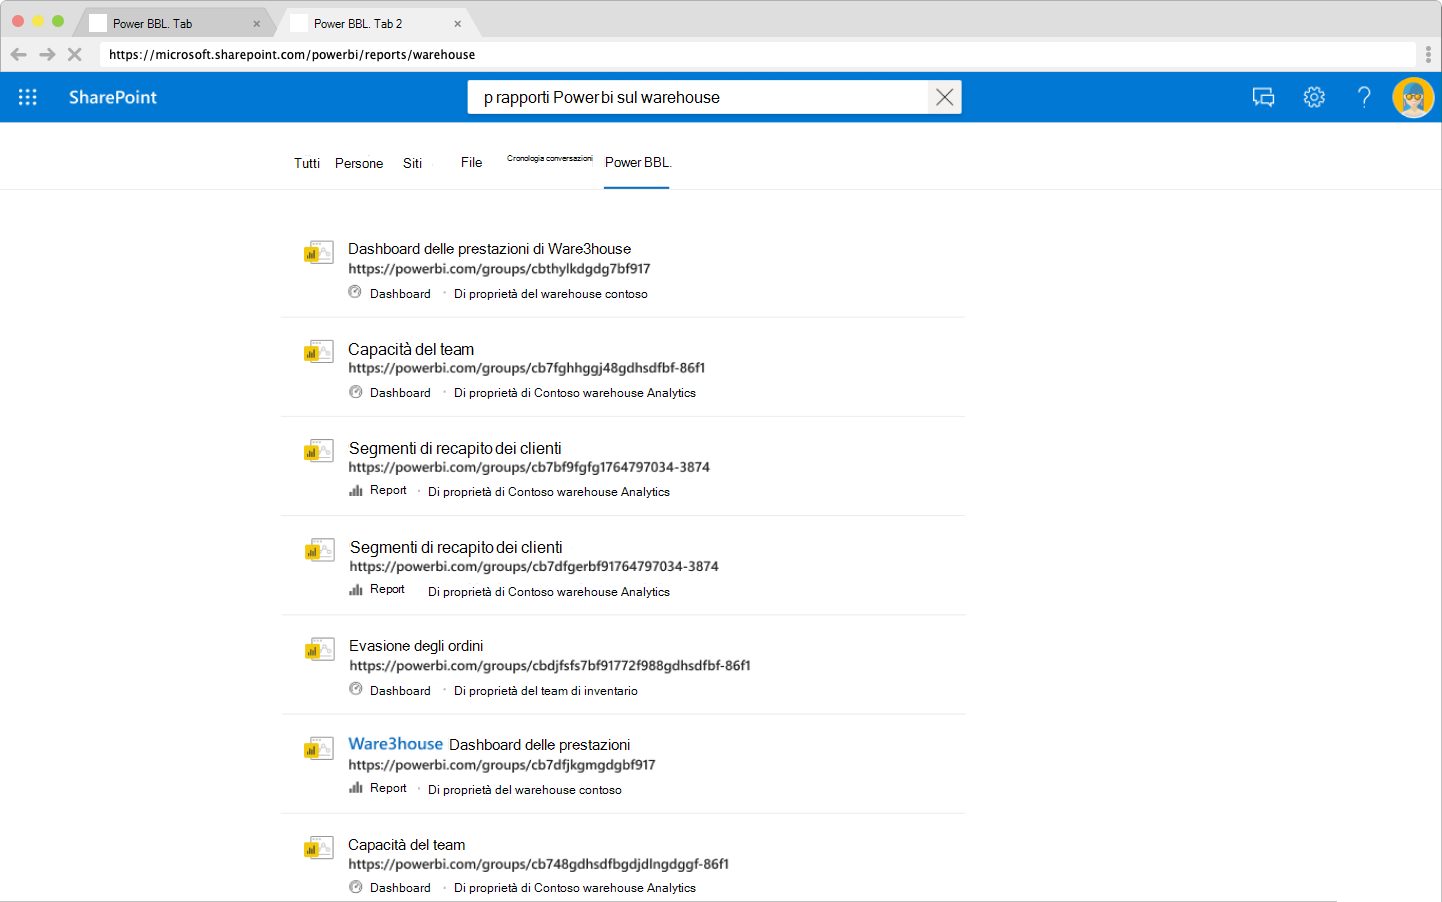 Power BBL. Tab
Power BBL. Tab 2
https://microsoft.sharepoint.com/powerbi/reports/warehouse
SharePoint
p rapporti Power bi sul warehouse
Tutti Persone Siti File Cronologia conversazioni Power BBL.
Dashboard delle prestazioni di Ware3house
https://powerbi.com/groups/cbthylkdgdg7bf917
Dashboard · Di proprietà del warehouse contoso
Capacità del team
https://powerbi.com/groups/cb7fghhggj48gdhsdfbf-86f1
Dashboard · Di proprietà di Contoso warehouse Analytics
Segmenti di recapito dei clienti
https://powerbi.com/groups/cb7bf9fgfg1764797034-3874
Report · Di proprietà di Contoso warehouse Analytics
Segmenti di recapito dei clienti
https://powerbi.com/groups/cb7dfgerbf91764797034-3874
Report Di proprietà di Contoso warehouse Analytics
Evasione degli ordini
https://powerbi.com/groups/cbdjfsfs7bf91772f988gdhsdfbf-86f1
Dashboard · Di proprietà del team di inventario
Ware3house Dashboard delle prestazioni
https://powerbi.com/groups/cb7dfjkgmgdgbf917
Report · Di proprietà del warehouse contoso
Capacità del team
https://powerbi.com/groups/cb748gdhsdfbgdjdlngdggf-86f1
Dashboard · Di proprietà di Contoso warehouse Analytics